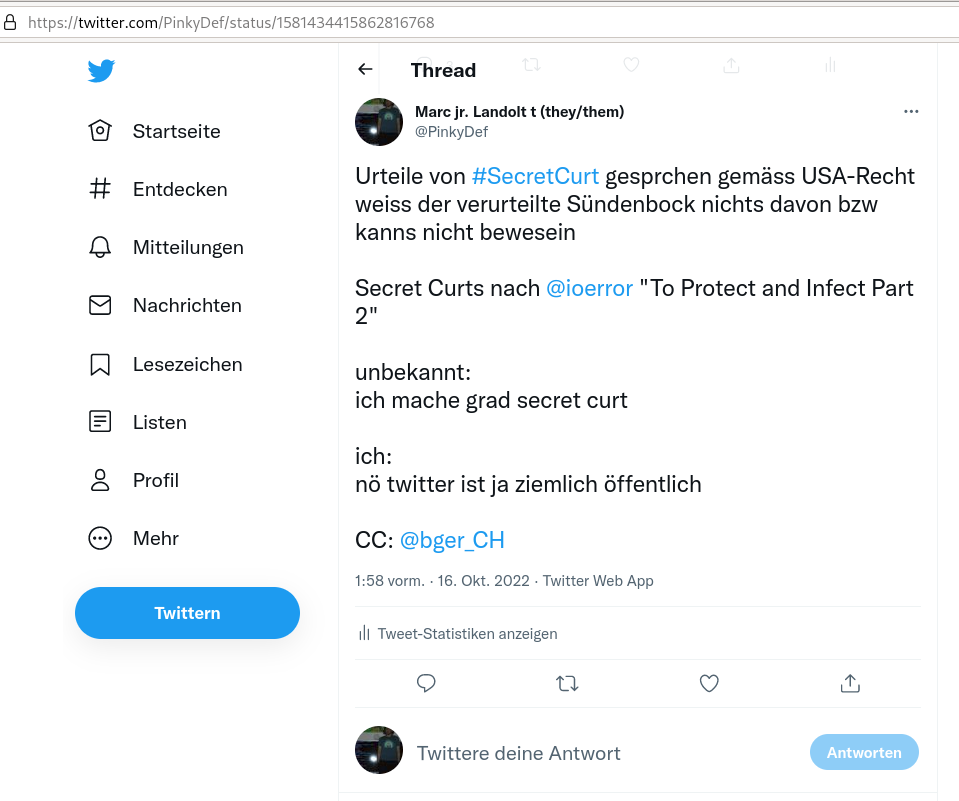 https://twitter.com/PinkyDef/status/1581434415862816768
Startseite
Entdecken
Mitteilungen
Nachrichten
Lesezeichen
Listen
Profil
Mehr
Twittern
Thread
Marc jr. Landolt t (they/them)
@PinkyDef
Urteile von #SecretCurt gesprchen gemäss USA-Recht
weiss der verurteilte Sündenbock nichts davon bzw
kanns nicht bewesein
Secret Curts nach @ioerror "To Protect and Infect Part
2"
unbekannt:
ich mache grad secret curt
ich:
nö twitter ist ja ziemlich öffentlich
CC: @bger_CH
1:58 vorm. · 16. Okt. 2022 · Twitter Web App
Tweet-Statistiken anzeigen
Twittere deine Antwort
Antworten